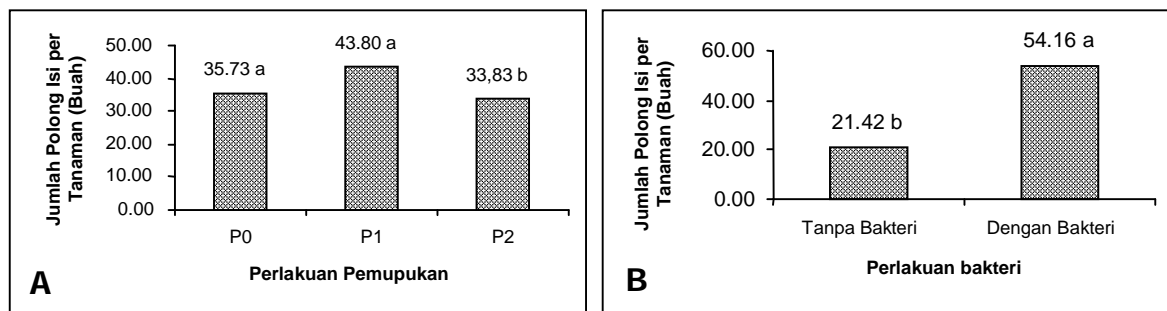 Jumlah Polong Isi per
Tanaman (Buah)
50.00
40.00
30.00
20.00
10.00
0.00
35.73 a
43.80 a
33,83 b
P0
P1
P2
Perlakuan Pemupukan
A
Jumlah Polong Isi per
Tanaman (Buah)
60.00
40.00
20.00
0.00
21.42 b
54.16 a
Tanpa Bakteri
Dengan Bakteri
Perlakuan bakteri
B